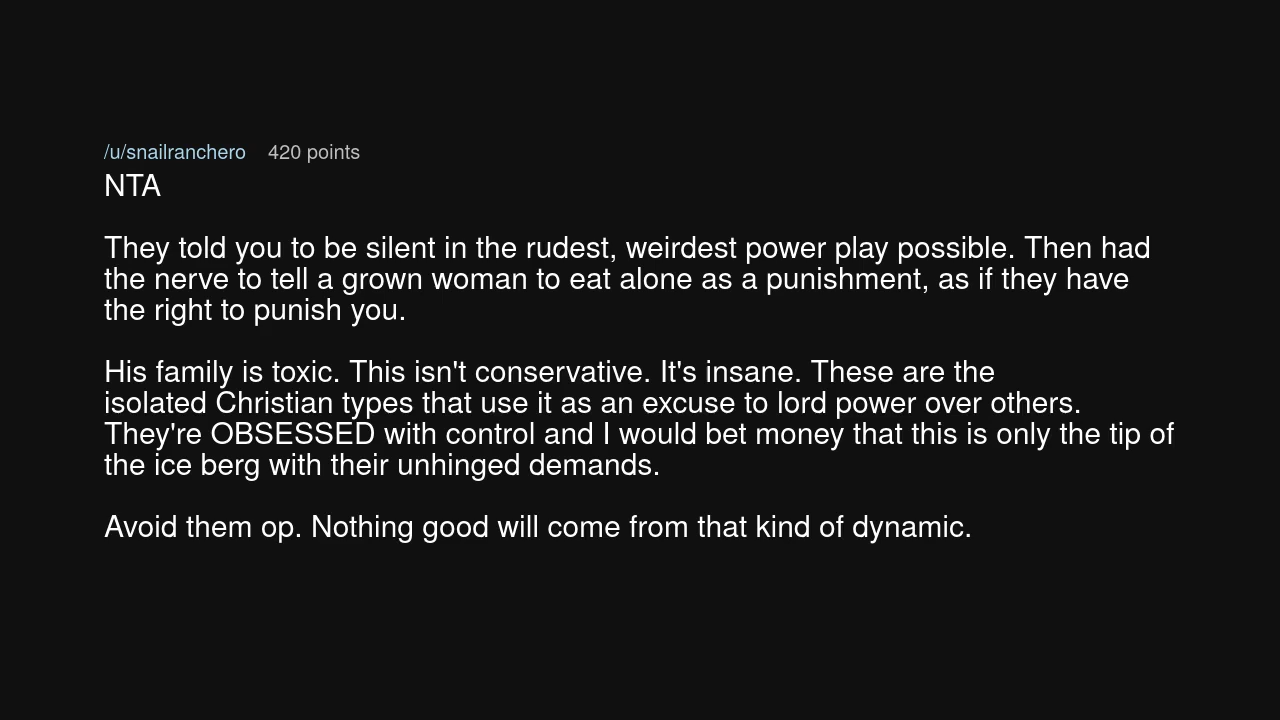 /u/snailranchero 420 points
NTA
They told you to be silent in the rudest, weirdest power play possible. Then had
the nerve to tell a grown woman to eat alone as a punishment, as if they have
the right to punish you.
His family is toxic. This isn't conservative. It's insane. These are the
isolated Christian types that use it as an excuse to lord power over others.
They're OBSESSED with control and I would bet money that this is only the tip of
the ice berg with their unhinged demands.
Avoid them op. Nothing good will come from that kind of dynamic.